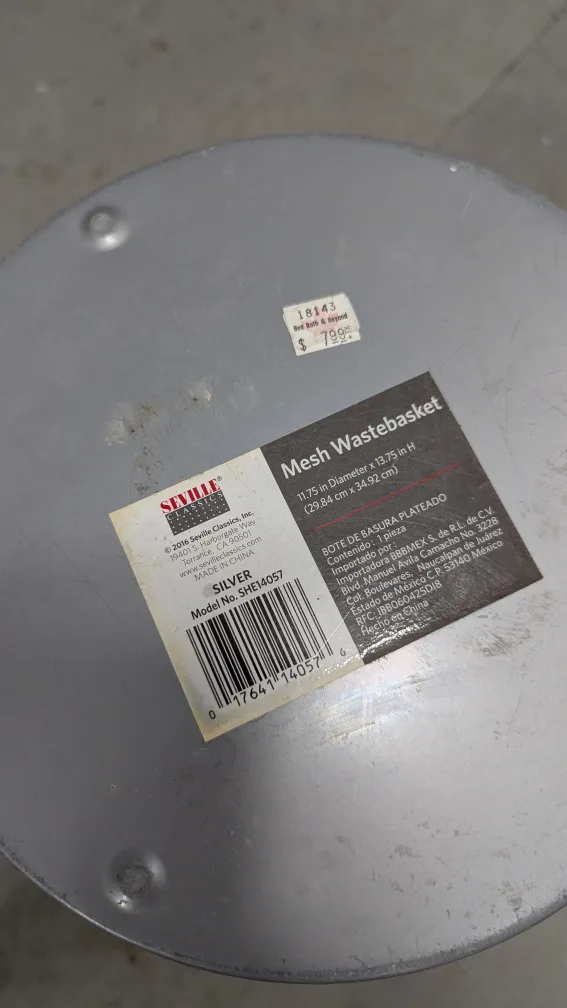 18143
Bed Bath & Beyond
$ 7.99
SEVILLE®
CLASSICS
© 2016 Seville Classics, Inc.
19401 S. Harborgate Way
Torrance, CA 90501
www.sevilleclassics.com
MADE IN CHINA
SILVER
Model No. SHE14057
0 17641 14057 6
Mesh Wastebasket
11.75 in Diameter x 13.75 in H
(29.84 cm x 34.92 cm)
BOTE DE BASURA PLATEADO
Contenido: 1 pieza
Importado por:
Importadora BBBMEX S. de R.L. de C.V.
Blvd. Manuel Avila Camacho No. 3228
Col. Boulevares, Naucalpan de Juárez
Estado de México C.P. 53140 México
RFC. IBB060425DJ8
Hecho en China